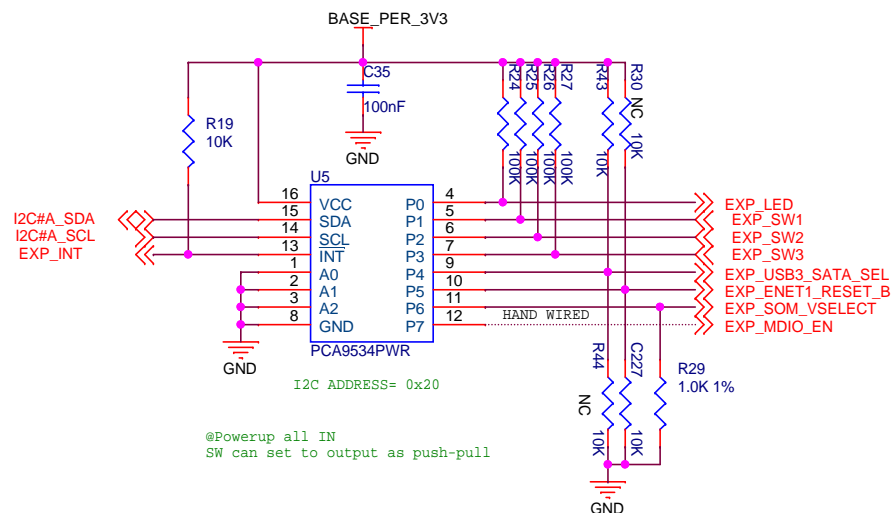 BASE_PER_3V3
C35
100nF
GND
R19
10K
R24
R25
R26
R27
100K
100K
100K
100K
R43
R30
NC
10K
10K
U5
16 VCC P0 4
15 SDA P1 5
14 SCL P2 6
13 INT P3 7
1 A0 P4 9
2 A1 P5 10
3 A2 P6 11
8 GND P7 12
PCA9534PWR
I2C#A_SDA
I2C#A_SCL
EXP_INT
GND
EXP_LED
EXP_SW1
EXP_SW2
EXP_SW3
EXP_USB3_SATA_SEL
EXP_ENET1_RESET_B
EXP_SOM_VSELECT
EXP_MDIO_EN
HAND WIRED
R44
NC
10K
C227
10K
R29
1.0K 1%
GND
I2C ADDRESS= 0x20
@Powerup all IN
SW can set to output as push-pull